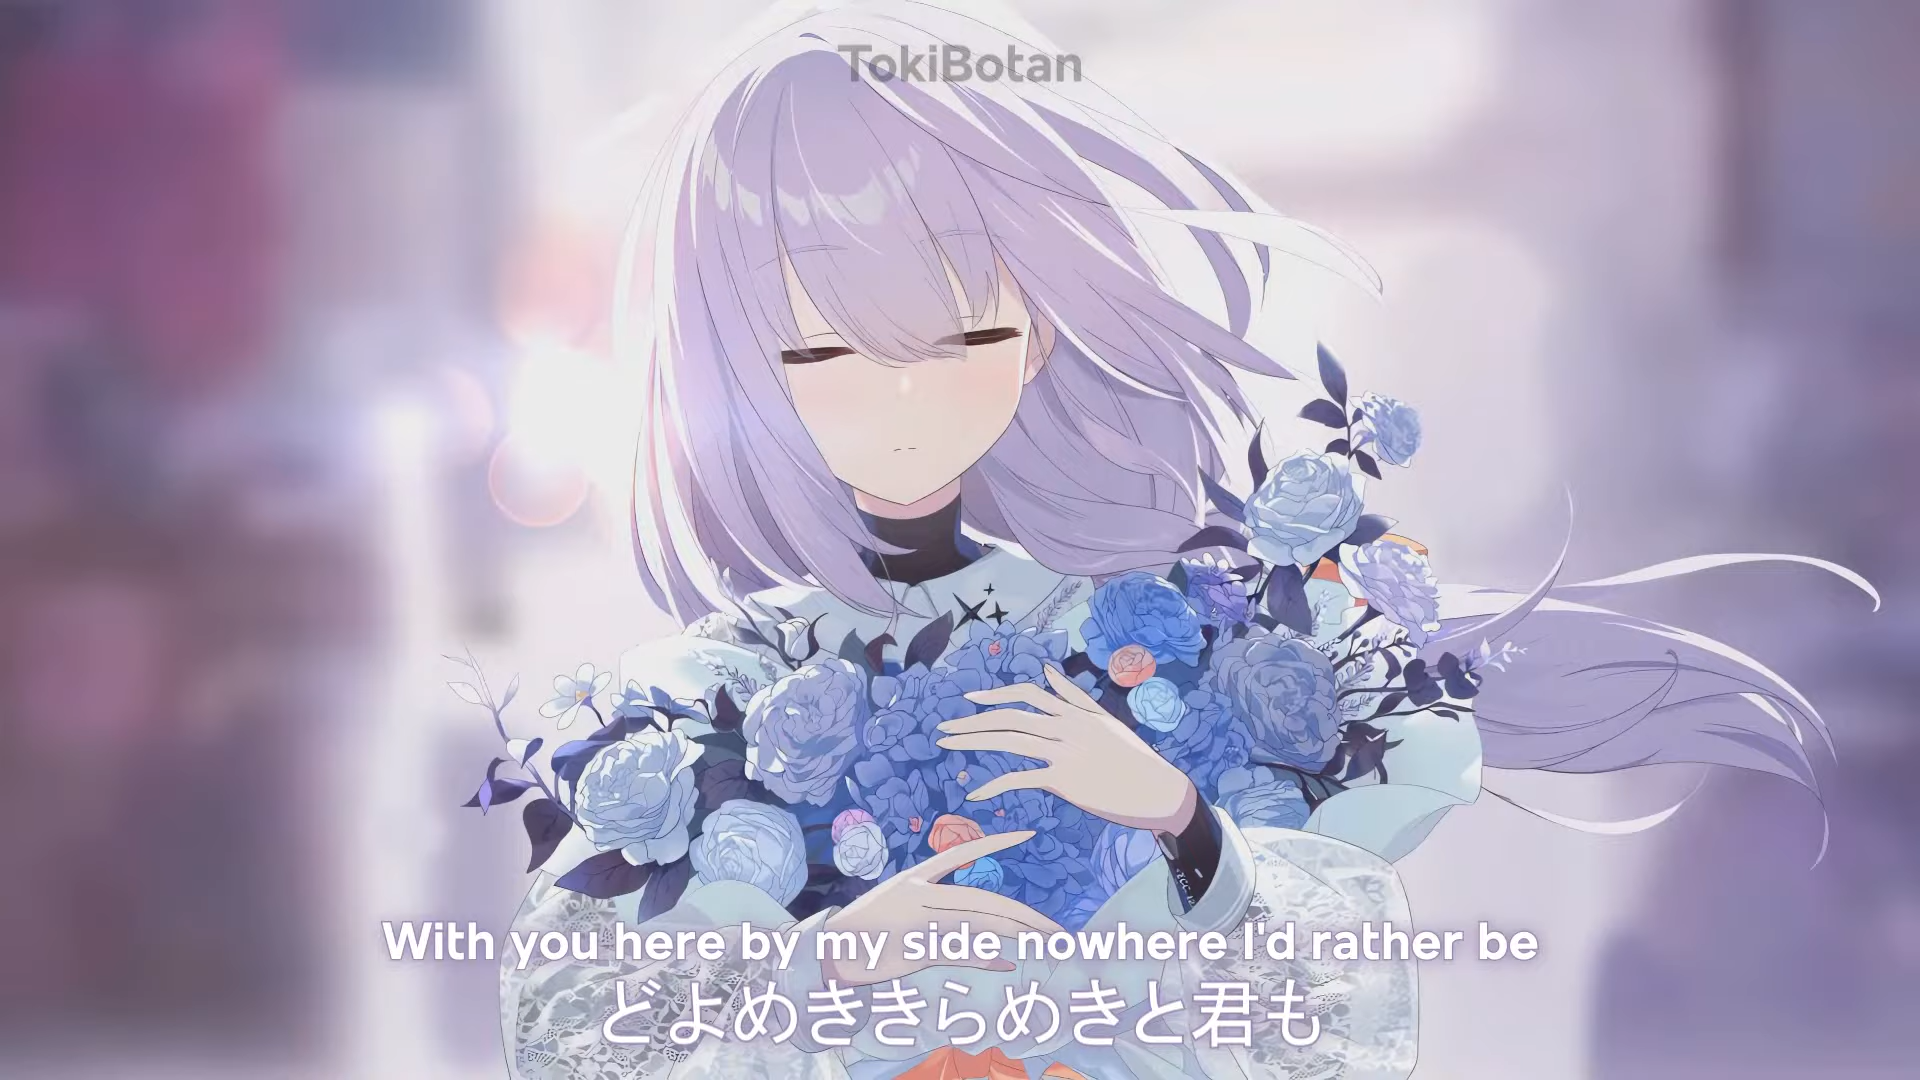 TokiBotan
With you here by my side nowhere I'd rather be
どよめききらめきと君も